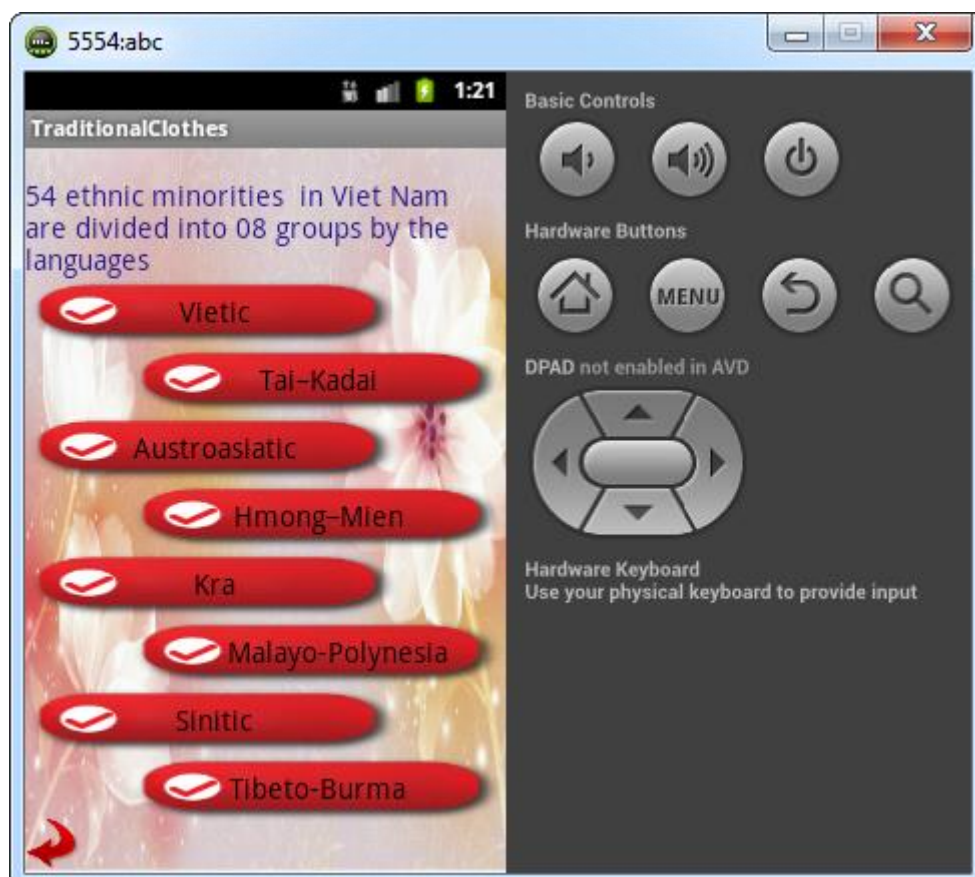 5554:abc
1:21
TraditionalClothes
54 ethnic minorities in Viet Nam
are divided into 08 groups by the
languages
Vietic
Tai-Kadai
Austroasiatic
Hmong-Mien
Kra
Malayo-Polynesia
Sinitic
Tibeto-Burma
Basic Controls
Hardware Buttons
MENU
DPAD not enabled in AVD
Hardware Keyboard
Use your physical keyboard to provide input